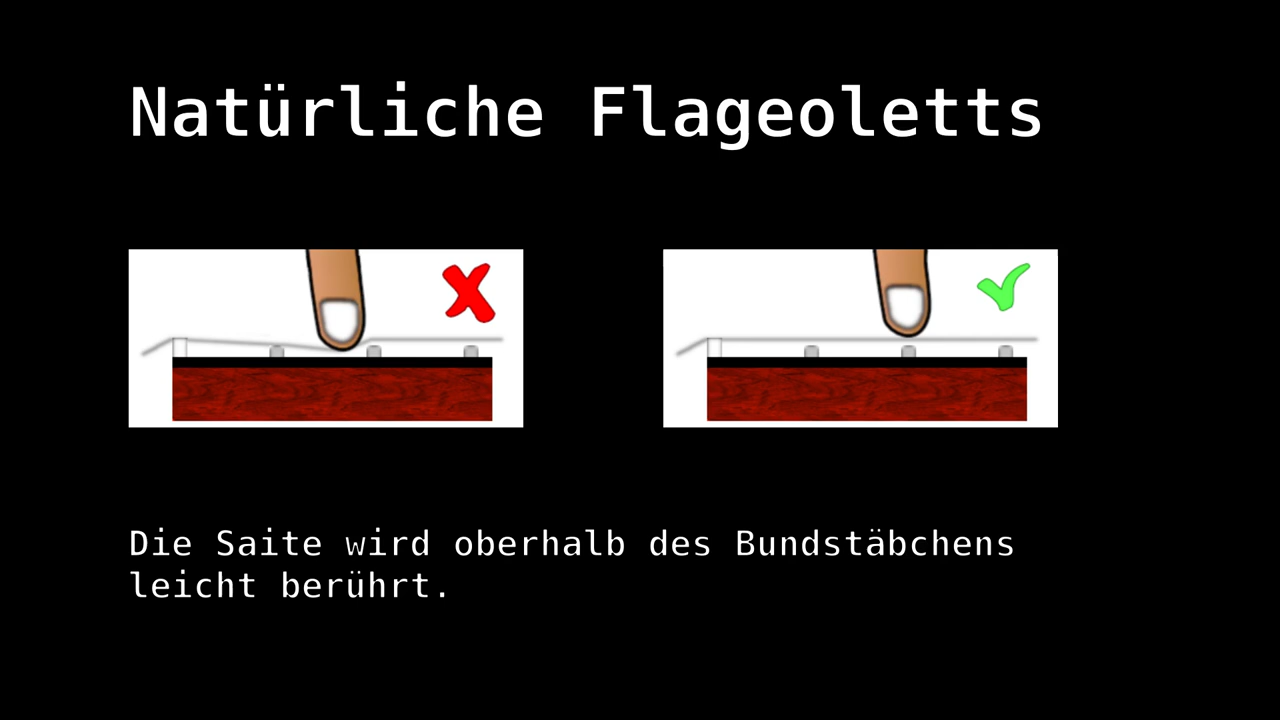 Natürliche Flageoletts
Die Saite wird oberhalb des Bundstäbchens
leicht berührt.